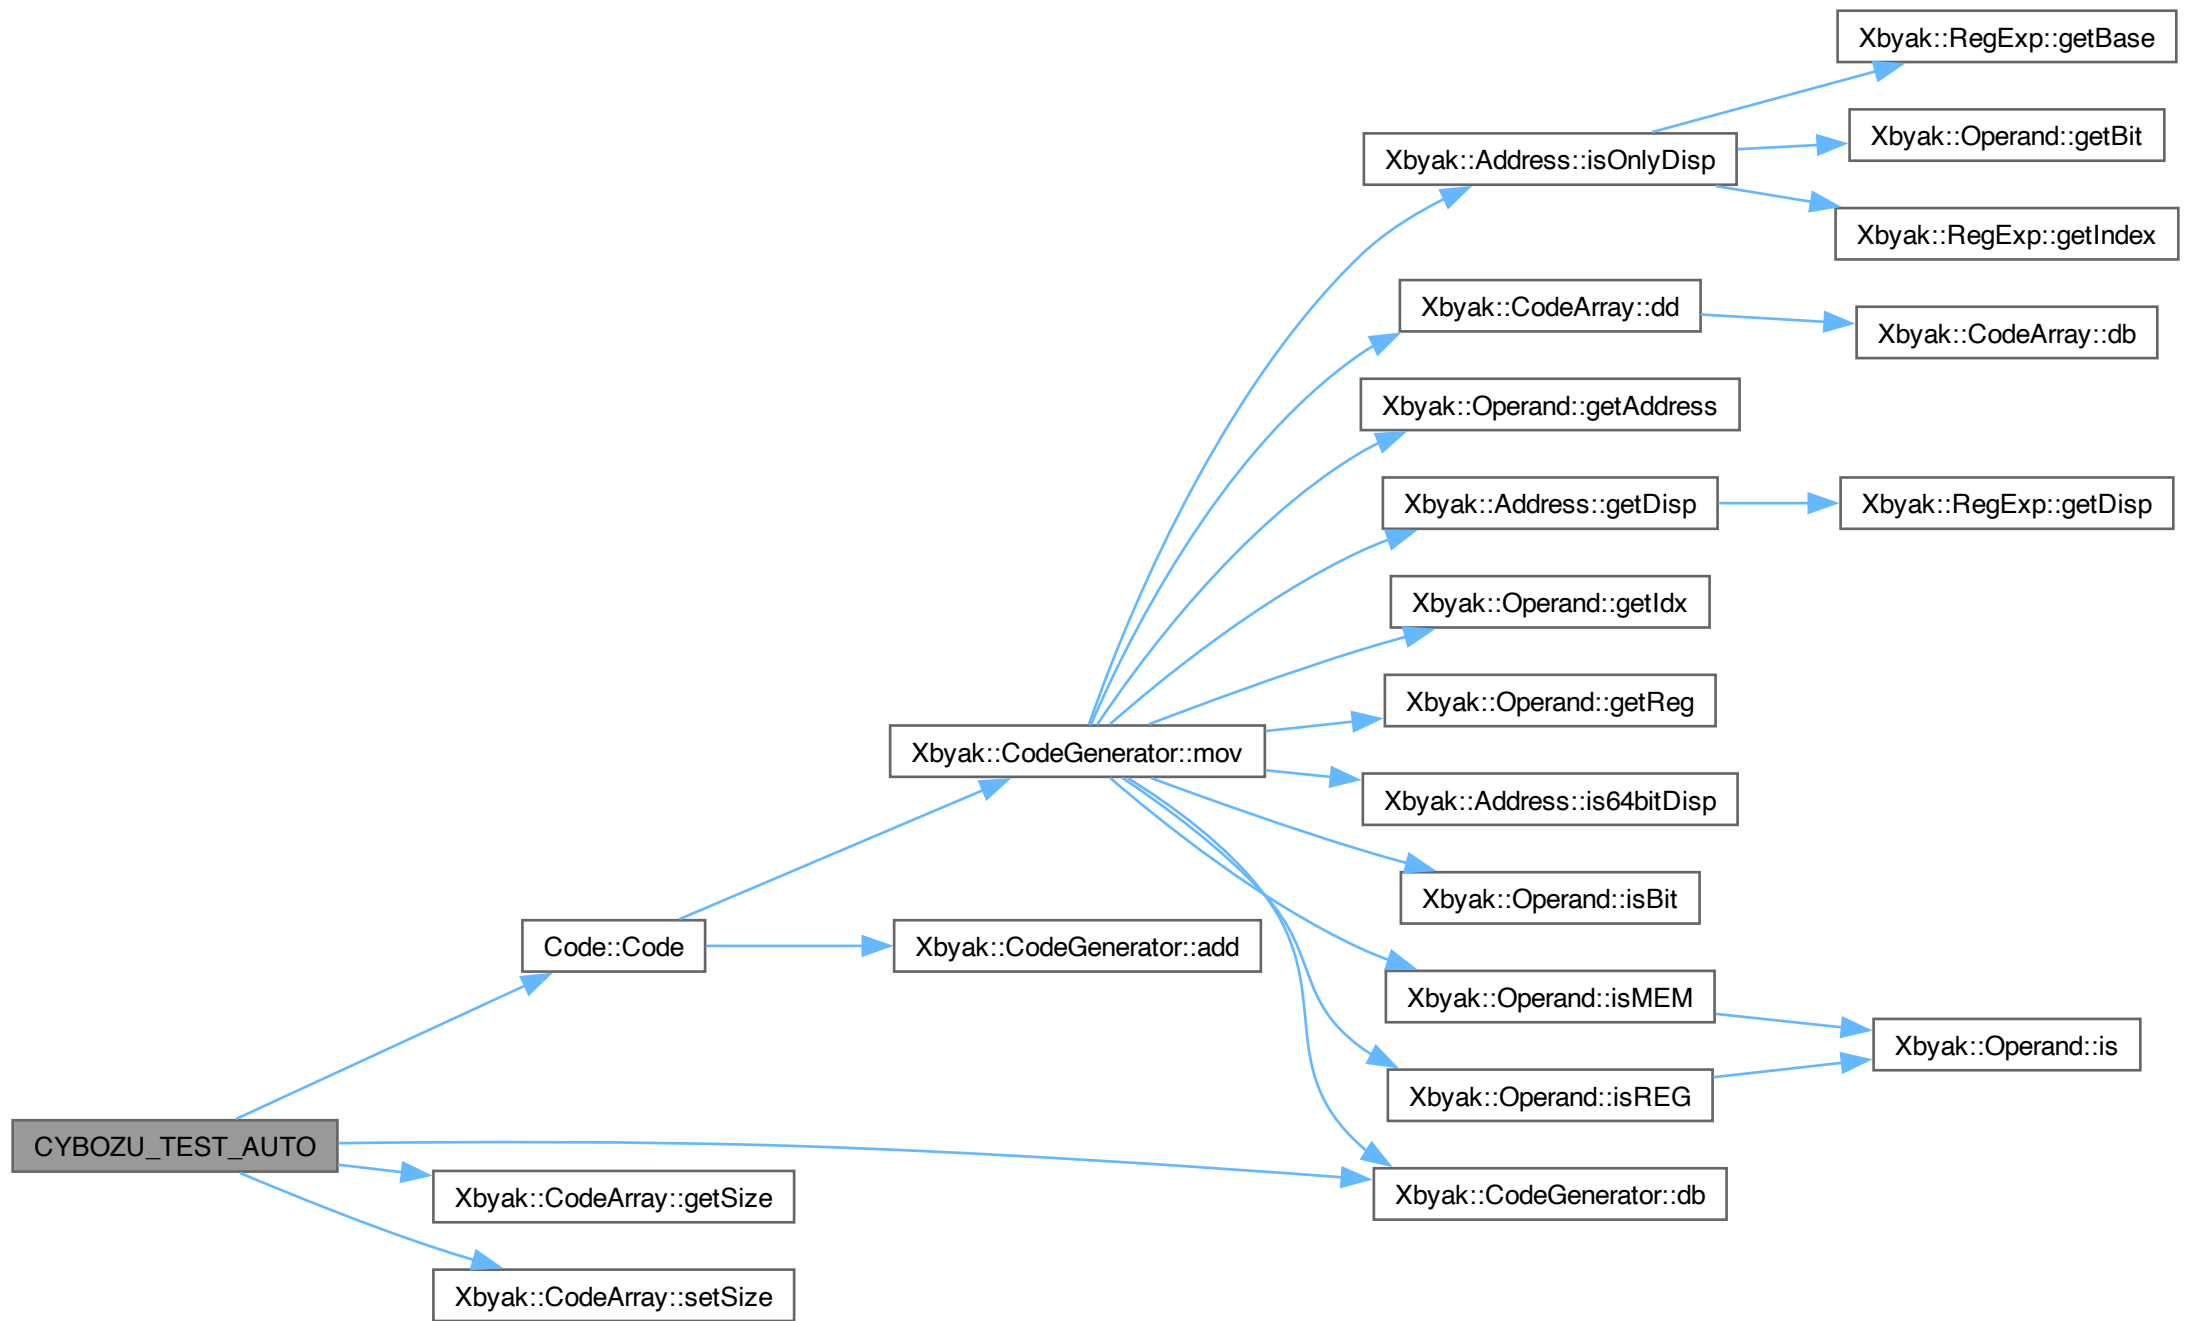 Xbyak::RegExp::getBase
Xbyak::Operand::getBit
Xbyak::Address::isOnlyDisp
Xbyak::RegExp::getIndex
Xbyak::CodeArray::dd
Xbyak::CodeArray::db
Xbyak::Operand::getAddress
Xbyak::Address::getDisp
Xbyak::RegExp::getDisp
Xbyak::Operand::getIdx
Xbyak::Operand::getReg
Xbyak::CodeGenerator::mov
Xbyak::Address::is64bitDisp
Xbyak::Operand::isBit
Code::Code
Xbyak::CodeGenerator::add
Xbyak::Operand::isMEM
Xbyak::Operand::is
Xbyak::Operand::isREG
CYBOZU_TEST_AUTO
Xbyak::CodeGenerator::db
Xbyak::CodeArray::getSize
Xbyak::CodeArray::setSize